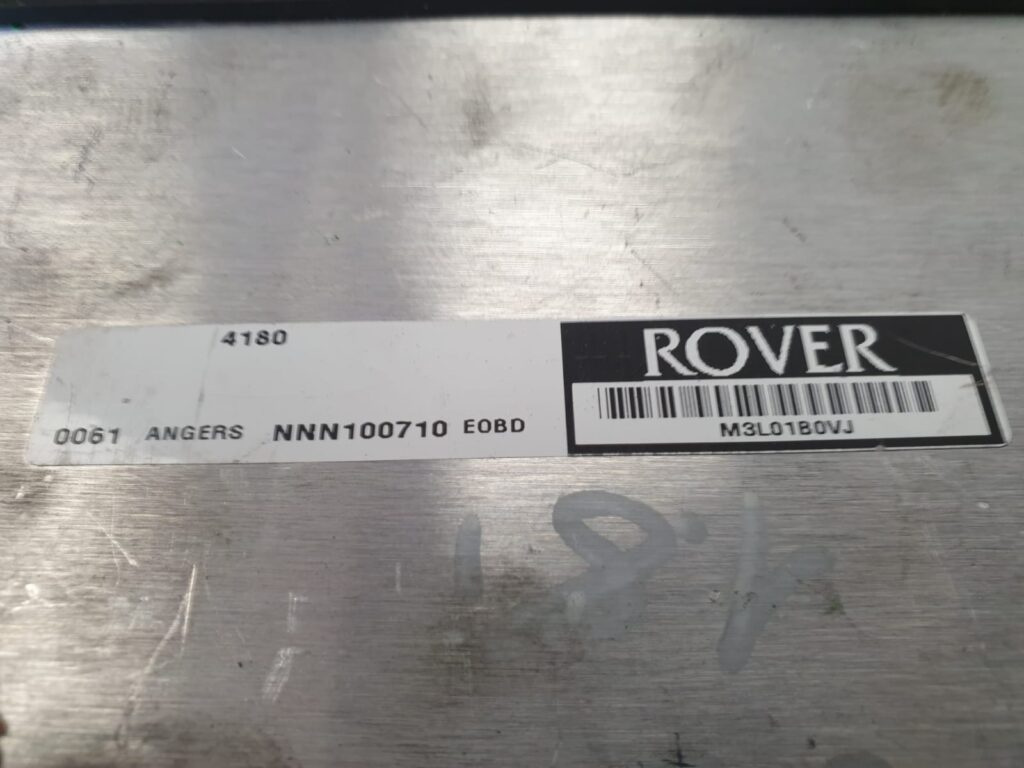 4180
0061 ANGERS NNN100710 EOBD
ROVER
M3L01B0VJ